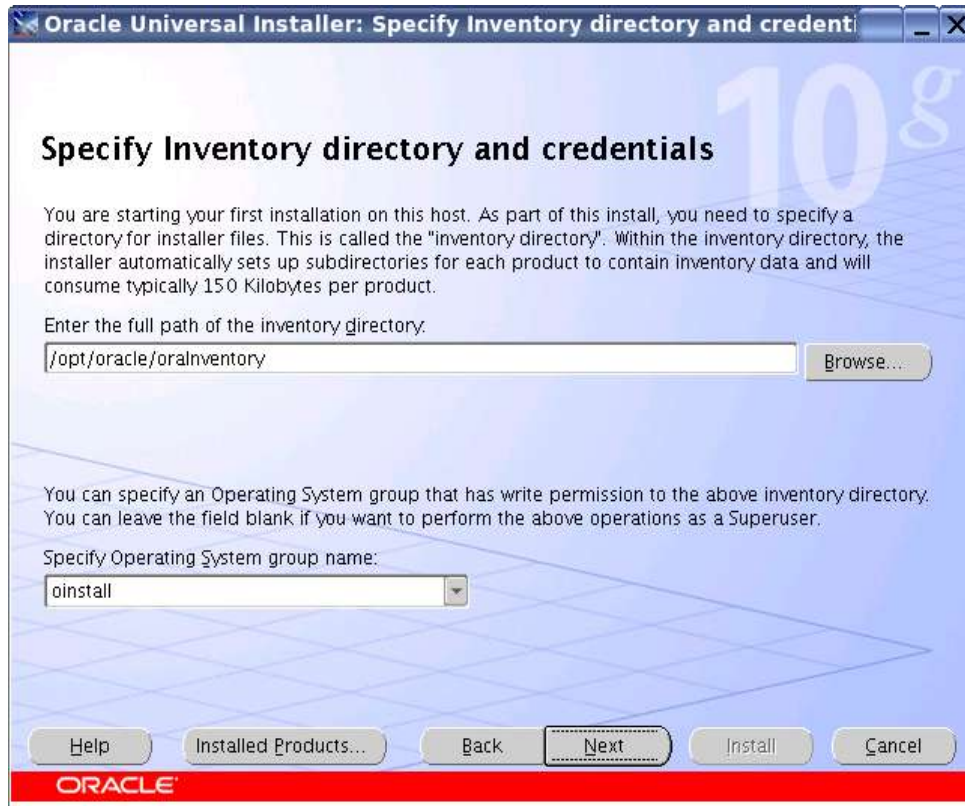 Oracle Universal Installer: Specify Inventory directory and credenti
10g
Specify Inventory directory and credentials
You are starting your first installation on this host. As part of this install, you need to specify a
directory for installer files. This is called the "inventory directory". Within the inventory directory, the
installer automatically sets up subdirectories for each product to contain inventory data and will
consume typically 150 Kilobytes per product.
Enter the full path of the inventory directory:
/opt/oracle/oraInventory
Browse...
You can specify an Operating System group that has write permission to the above inventory directory.
You can leave the field blank if you want to perform the above operations as a Superuser.
Specify Operating System group name:
oinstall
Help Installed Products... Back Next Install Cancel
ORACLE